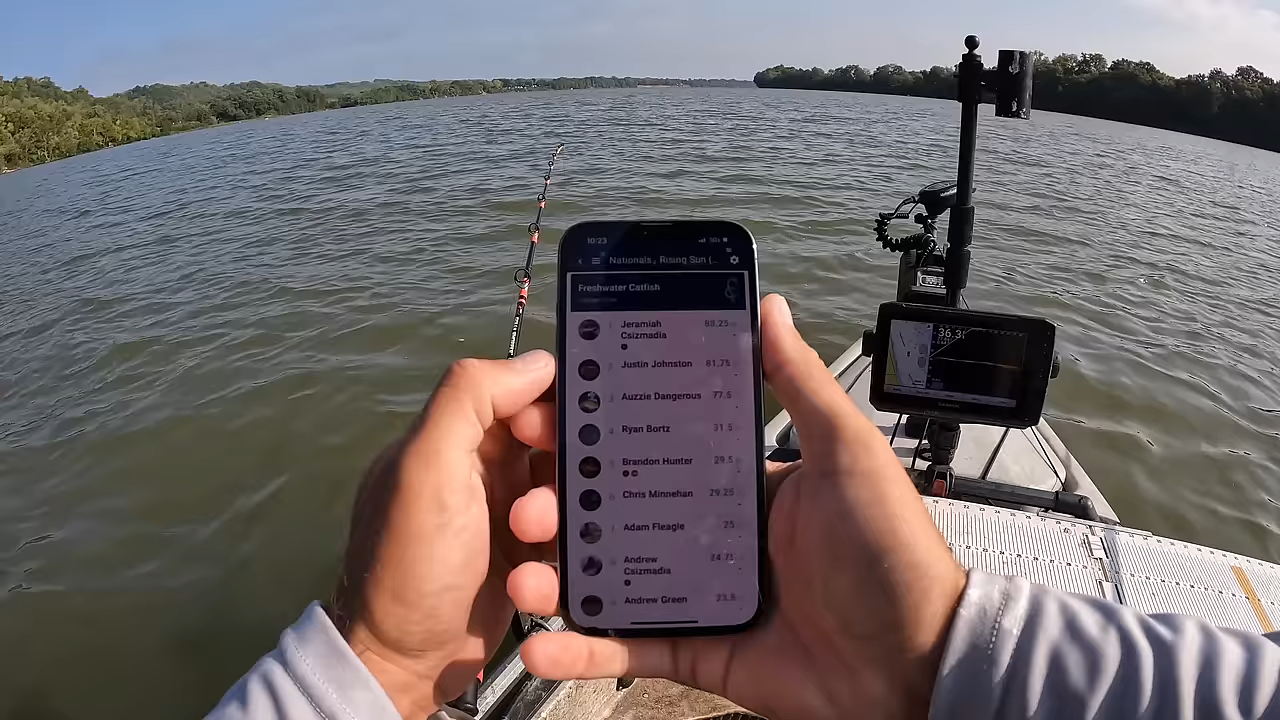 10:23
Nationals, Rising Sun (...
Freshwater Catfish
Jeramiah 88.25
Csizmadia
Justin Johnston 81.75
Auzzie Dangerous 77.5
Ryan Bortz 31.5
Brandon Hunter 29.5
Chris Minnehan 29.25
Adam Fleagle 25
Andrew 24.75
Csizmadia
Andrew Green 23.5
36.3